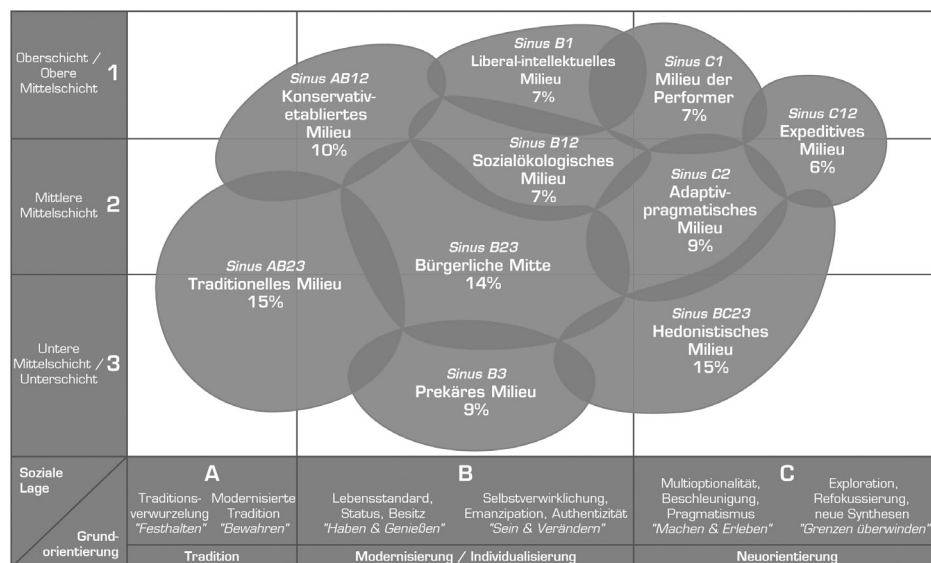 Oberschicht /
Obere
Mittelschicht
1
Mittlere
Mittelschicht
2
Untere
Mittelschicht /
Unterschicht
3
Sinus AB12
Konservativ-
etabliertes
Milieu
10%
Sinus B1
Liberal-intellektuelles
Milieu
7%
Sinus C1
Milieu der
Performer
7%
Sinus C12
Expeditives
Milieu
6%
Sinus B12
Sozialökologisches
Milieu
7%
Sinus C2
Adaptiv-
pragmatisches
Milieu
9%
Sinus AB23
Traditionelles Milieu
15%
Sinus B23
Bürgerliche Mitte
14%
Sinus BC23
Hedonistisches
Milieu
15%
Sinus B3
Prekäres Milieu
9%
Soziale
Lage
Grund-
orientierung
A
Traditions-
verwurzelung
"Festhalten"
Modernisierte
Tradition
"Bewahren"
Tradition
B
Lebensstandard,
Status, Besitz
"Haben & Genießen"
Selbstverwirklichung,
Emanzipation, Authentizität
"Sein & Verändern"
Modernisierung / Individualisierung
C
Multioptionalität,
Beschleunigung,
Pragmatismus
"Machen & Erleben"
Exploration,
Refokussierung,
neue Synthesen
"Grenzen überwinden"
Neuorientierung